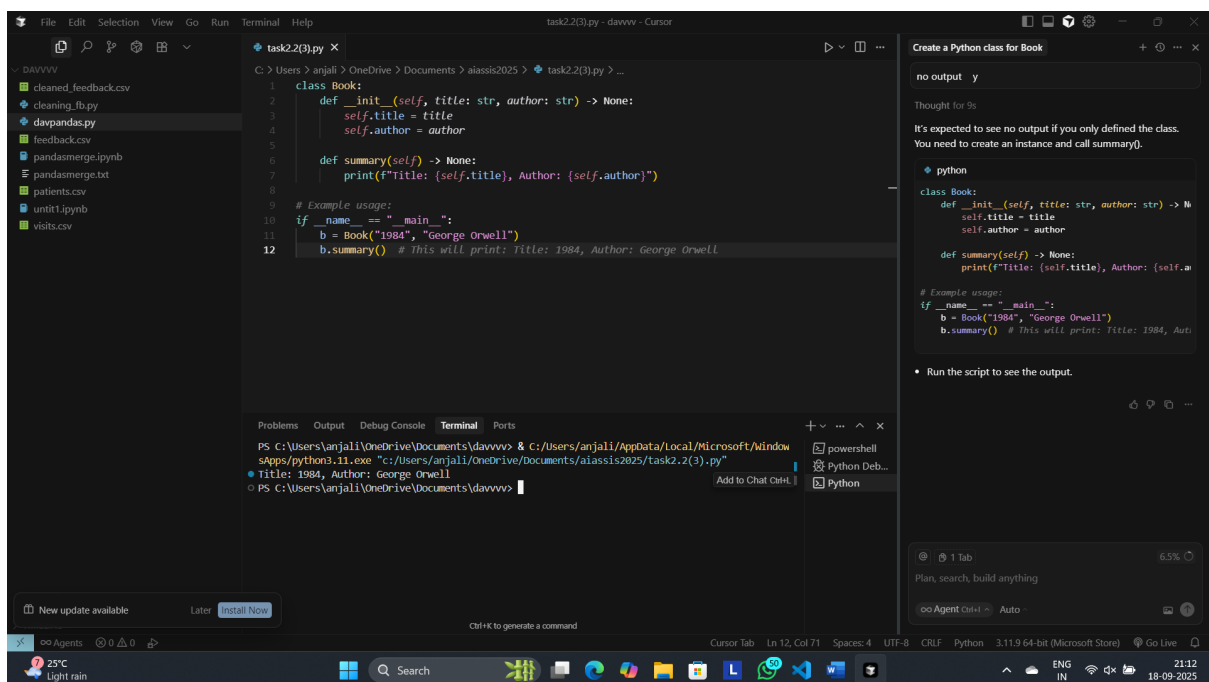 File Edit Selection View Go Run Terminal Help
task2.2(3).py - davvvv - Cursor
DAVVVV
cleaned_feedback.csv
cleaning_fb.py
davpandas.py
feedback.csv
pandasmerge.ipynb
pandasmerge.txt
patients.csv
untit1.ipynb
visits.csv
task2.2(3).py
C: > Users > anjali > OneDrive > Documents > aiassis2025 > task2.2(3).py > ...
1 class Book:
2 def __init__(self, title: str, author: str) -> None:
3 self.title = title
4 self.author = author
5
6 def summary(self) -> None:
7 print(f"Title: {self.title}, Author: {self.author}")
8
9 # Example usage:
10 if __name__ == "__main__":
11 b = Book("1984", "George Orwell")
12 b.summary() # This will print: Title: 1984, Author: George Orwell
Problems Output Debug Console Terminal Ports
PS C:\Users\anjali\OneDrive\Documents\davvvv> & C:/Users/anjali/AppData/Local/Microsoft/Window
sApps/python3.11.exe "c:/Users/anjali/OneDrive/Documents/aiassis2025/task2.2(3).py"
Title: 1984, Author: George Orwell
PS C:\Users\anjali\OneDrive\Documents\davvvv>
Add to Chat Ctrl+L
powershell
Python Deb...
Python
Ctrl+K to generate a command
Create a Python class for Book
no output y
Thought for 9s
It's expected to see no output if you only defined the class.
You need to create an instance and call summary().
python
class Book:
def __init__(self, title: str, author: str) -> N
self.title = title
self.author = author
def summary(self) -> None:
print(f"Title: {self.title}, Author: {self.au
# Example usage:
if __name__ == "__main__":
b = Book("1984", "George Orwell")
b.summary() # This will print: Title: 1984, Aut
• Run the script to see the output.
@ 1 Tab 6.5%
Plan, search, build anything
Agent Ctrl+I Auto
New update available Later Install Now
Agents 0 0
Cursor Tab Ln 12, Col 71 Spaces: 4 UTF-8 CRLF Python 3.11.9 64-bit (Microsoft Store) Go Live
7
25°C
Light rain
Search
L
50
ENG
IN
21:12
18-09-2025